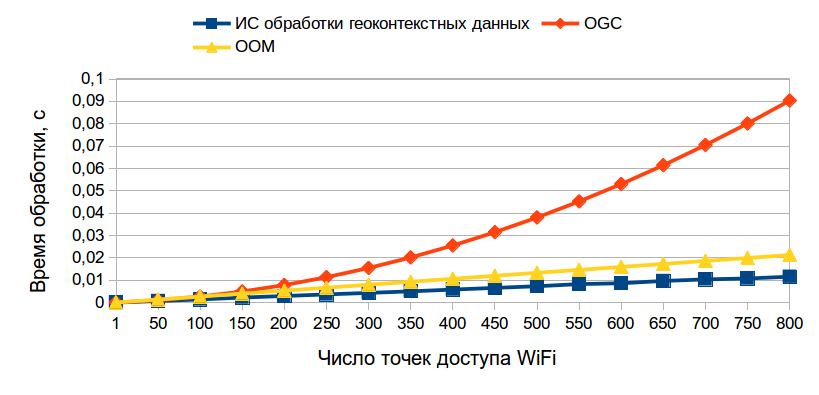 ИС обработки геоконтекстных данных OGC
OOM
0,1
0,09
0,08
0,07
0,06
0,05
0,04
0,03
0,02
0,01
0
Время обработки, с
1 50 100 150 200 250 300 350 400 450 500 550 600 650 700 750 800
Число точек доступа WiFi